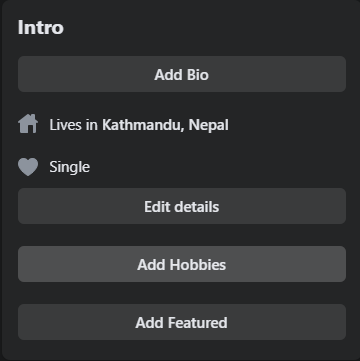 Intro
Add Bio
Lives in Kathmandu, Nepal
Single
Edit details
Add Hobbies
Add Featured